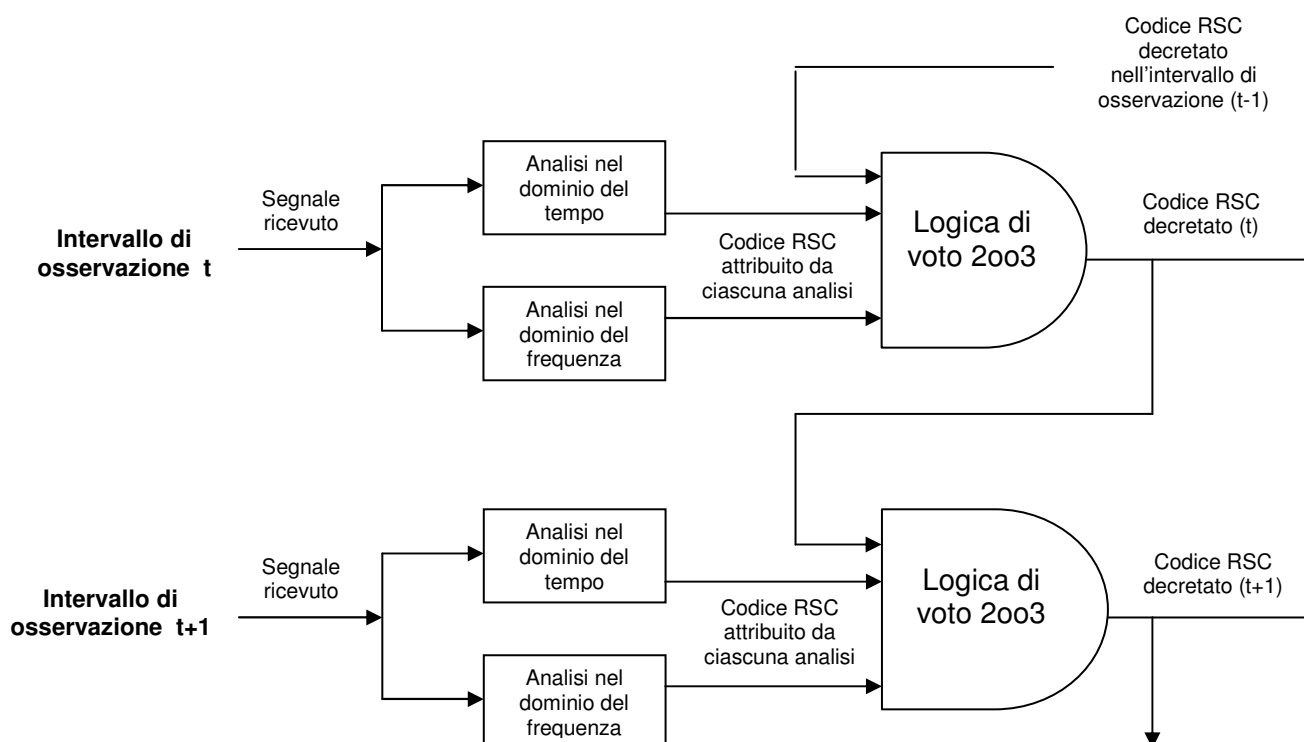 Codice RSC
decretato
nell'intervallo di
osservazione (t-1)
Analisi nel
dominio del
tempo
Segnale
ricevuto
Intervallo di
osservazione t
Logica di
voto 2oo3
Codice RSC
decretato (t)
Codice RSC
attribuito da
ciascuna analisi
Analisi nel
dominio del
frequenza
Analisi nel
dominio del
tempo
Segnale
ricevuto
Intervallo di
osservazione t+1
Logica di
voto 2oo3
Codice RSC
decretato (t+1)
Codice RSC
attribuito da
ciascuna analisi
Analisi nel
dominio del
frequenza